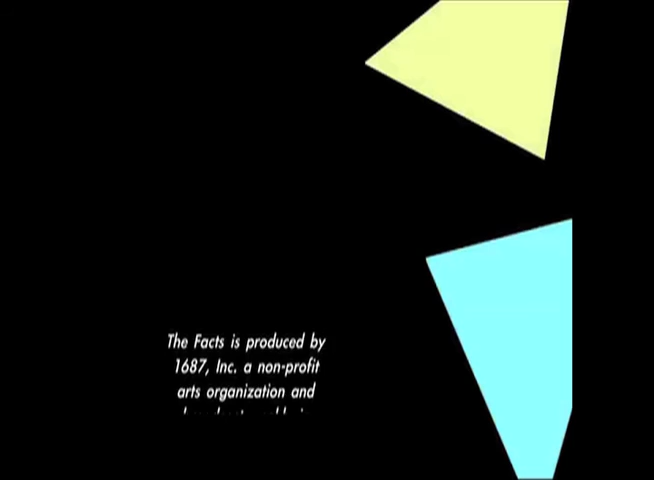 The Facts is produced by
1687, Inc. a non-profit
arts organization and